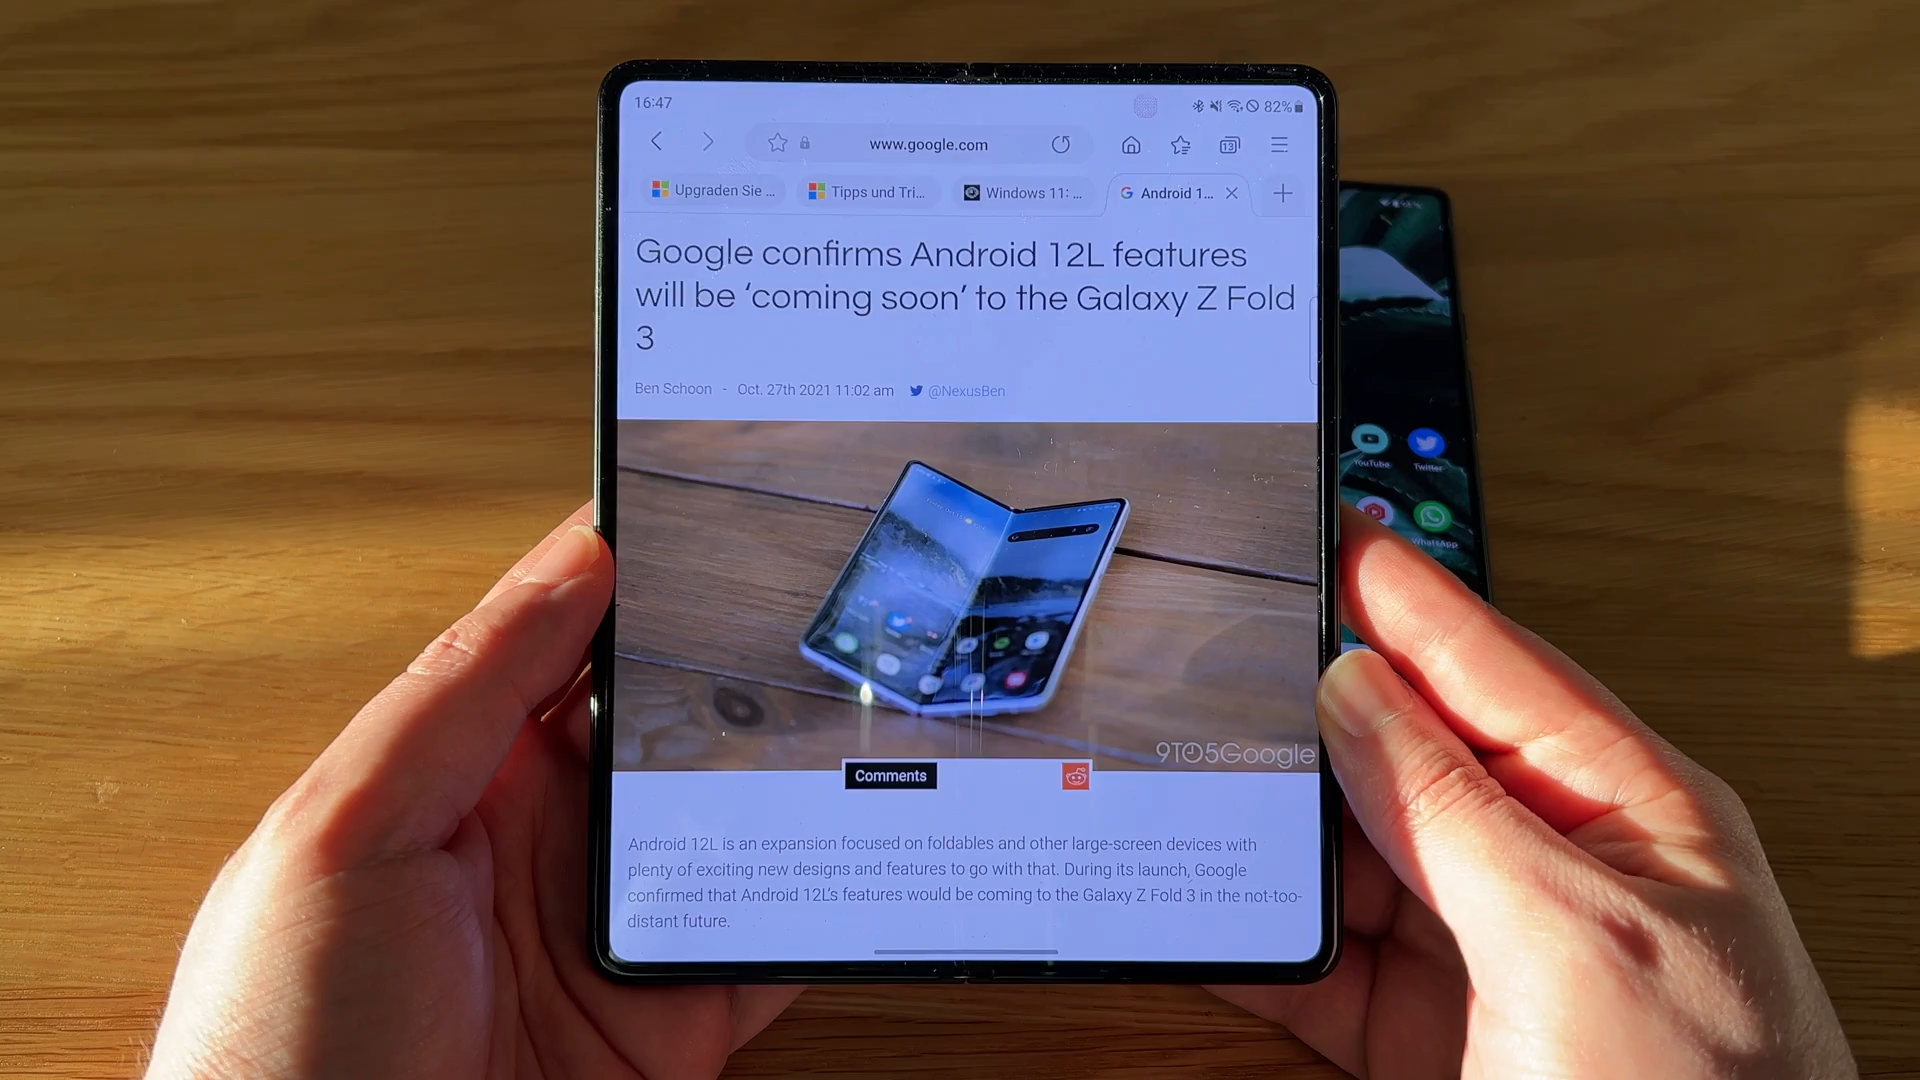 16:47
82%
www.google.com
13
Upgraden Sie ...
Tipps und Tri...
Windows 11: ...
Android 1...
Google confirms Android 12L features
will be ‘coming soon’ to the Galaxy Z Fold
3
Ben Schoon - Oct. 27th 2021 11:02 am @NexusBen
9TO5Google
Comments
Android 12L is an expansion focused on foldables and other large-screen devices with
plenty of exciting new designs and features to go with that. During its launch, Google
confirmed that Android 12L’s features would be coming to the Galaxy Z Fold 3 in the not-too-
distant future.
YouTube
Twitter
WhatsApp